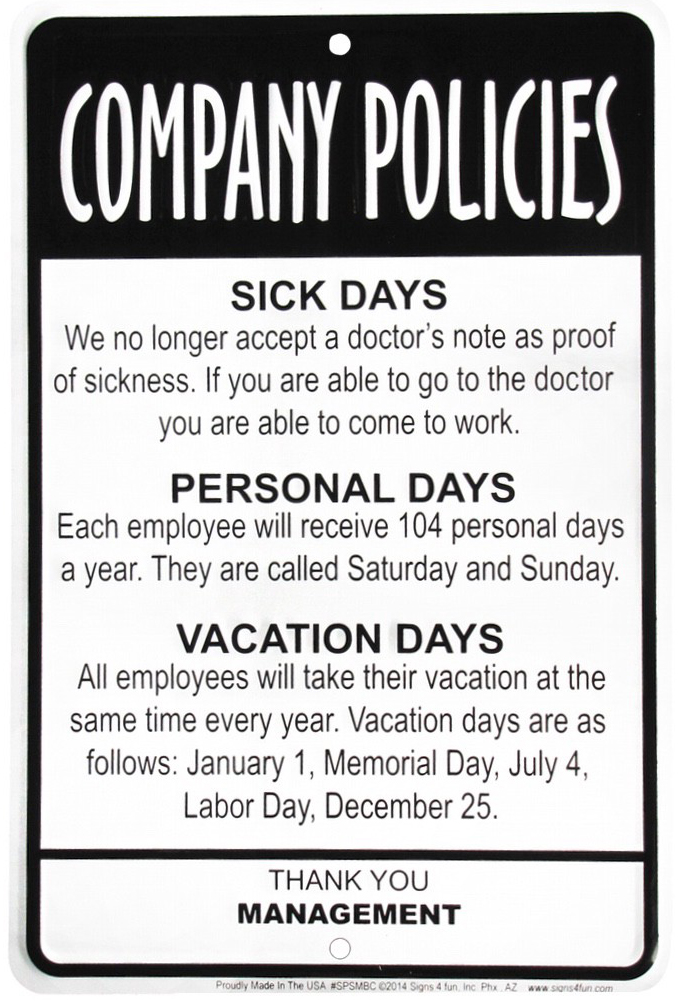 COMPANY POLICIES
SICK DAYS
We no longer accept a doctor's note as proof
of sickness. If you are able to go to the doctor
you are able to come to work.
PERSONAL DAYS
Each employee will receive 104 personal days
a year. They are called Saturday and Sunday.
VACATION DAYS
All employees will take their vacation at the
same time every year. Vacation days are as
follows: January 1, Memorial Day, July 4,
Labor Day, December 25.
THANK YOU
MANAGEMENT
Proudly Made In The USA #SPSMBC ©2014 Signs 4 fun, Inc Phx., AZ www.signs4fun.com